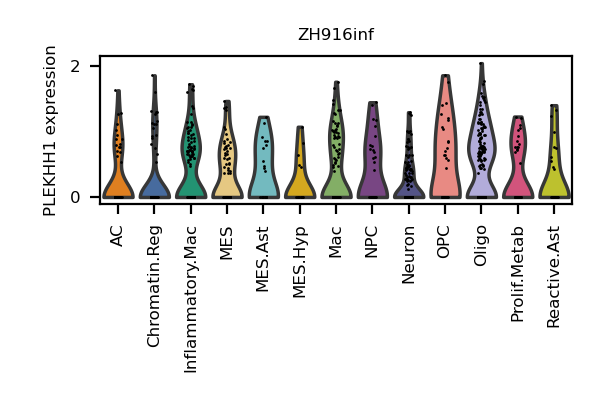 ZH916inf
PLEKHH1 expression
2
0
AC
Chromatin.Reg
Inflammatory.Mac
MES
MES.Ast
MES.Hyp
Mac
NPC
Neuron
OPC
Oligo
Prolif.Metab
Reactive.Ast